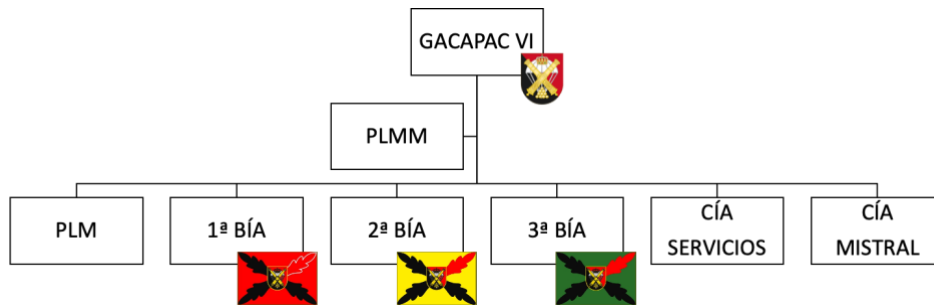 GACAPAC VI
PLMM
PLM
1ª BÍA
2ª BÍA
3ª BÍA
CÍA
SERVICIOS
CÍA
MISTRAL